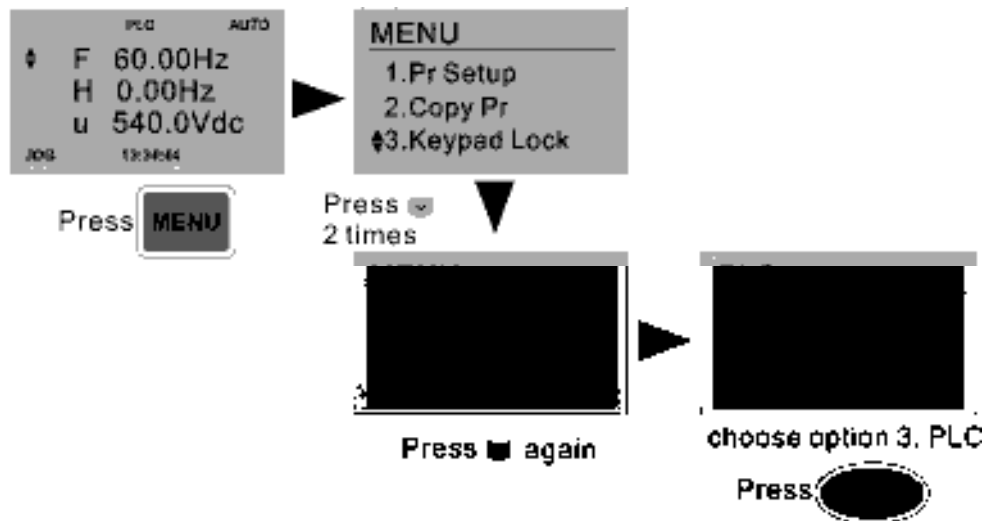 PLC AUTO
F 60.00Hz
H 0.00Hz
u 540.0Vdc
JOG
Press MENU
MENU
1.Pr Setup
2.Copy Pr
3.Keypad Lock
Press
2 times
Press again
choose option 3. PLC
Press